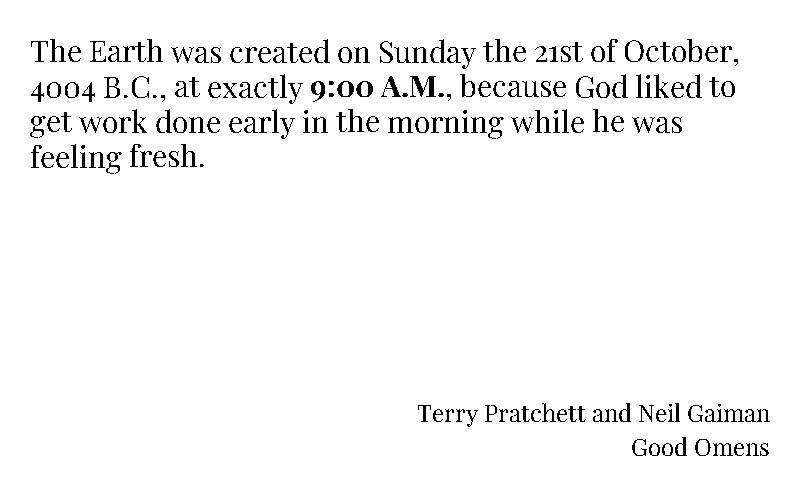 The Earth was created on Sunday the 21st of October,
4004 B.C., at exactly 9:00 A.M., because God liked to
get work done early in the morning while he was
feeling fresh.
Terry Pratchett and Neil Gaiman
Good Omens